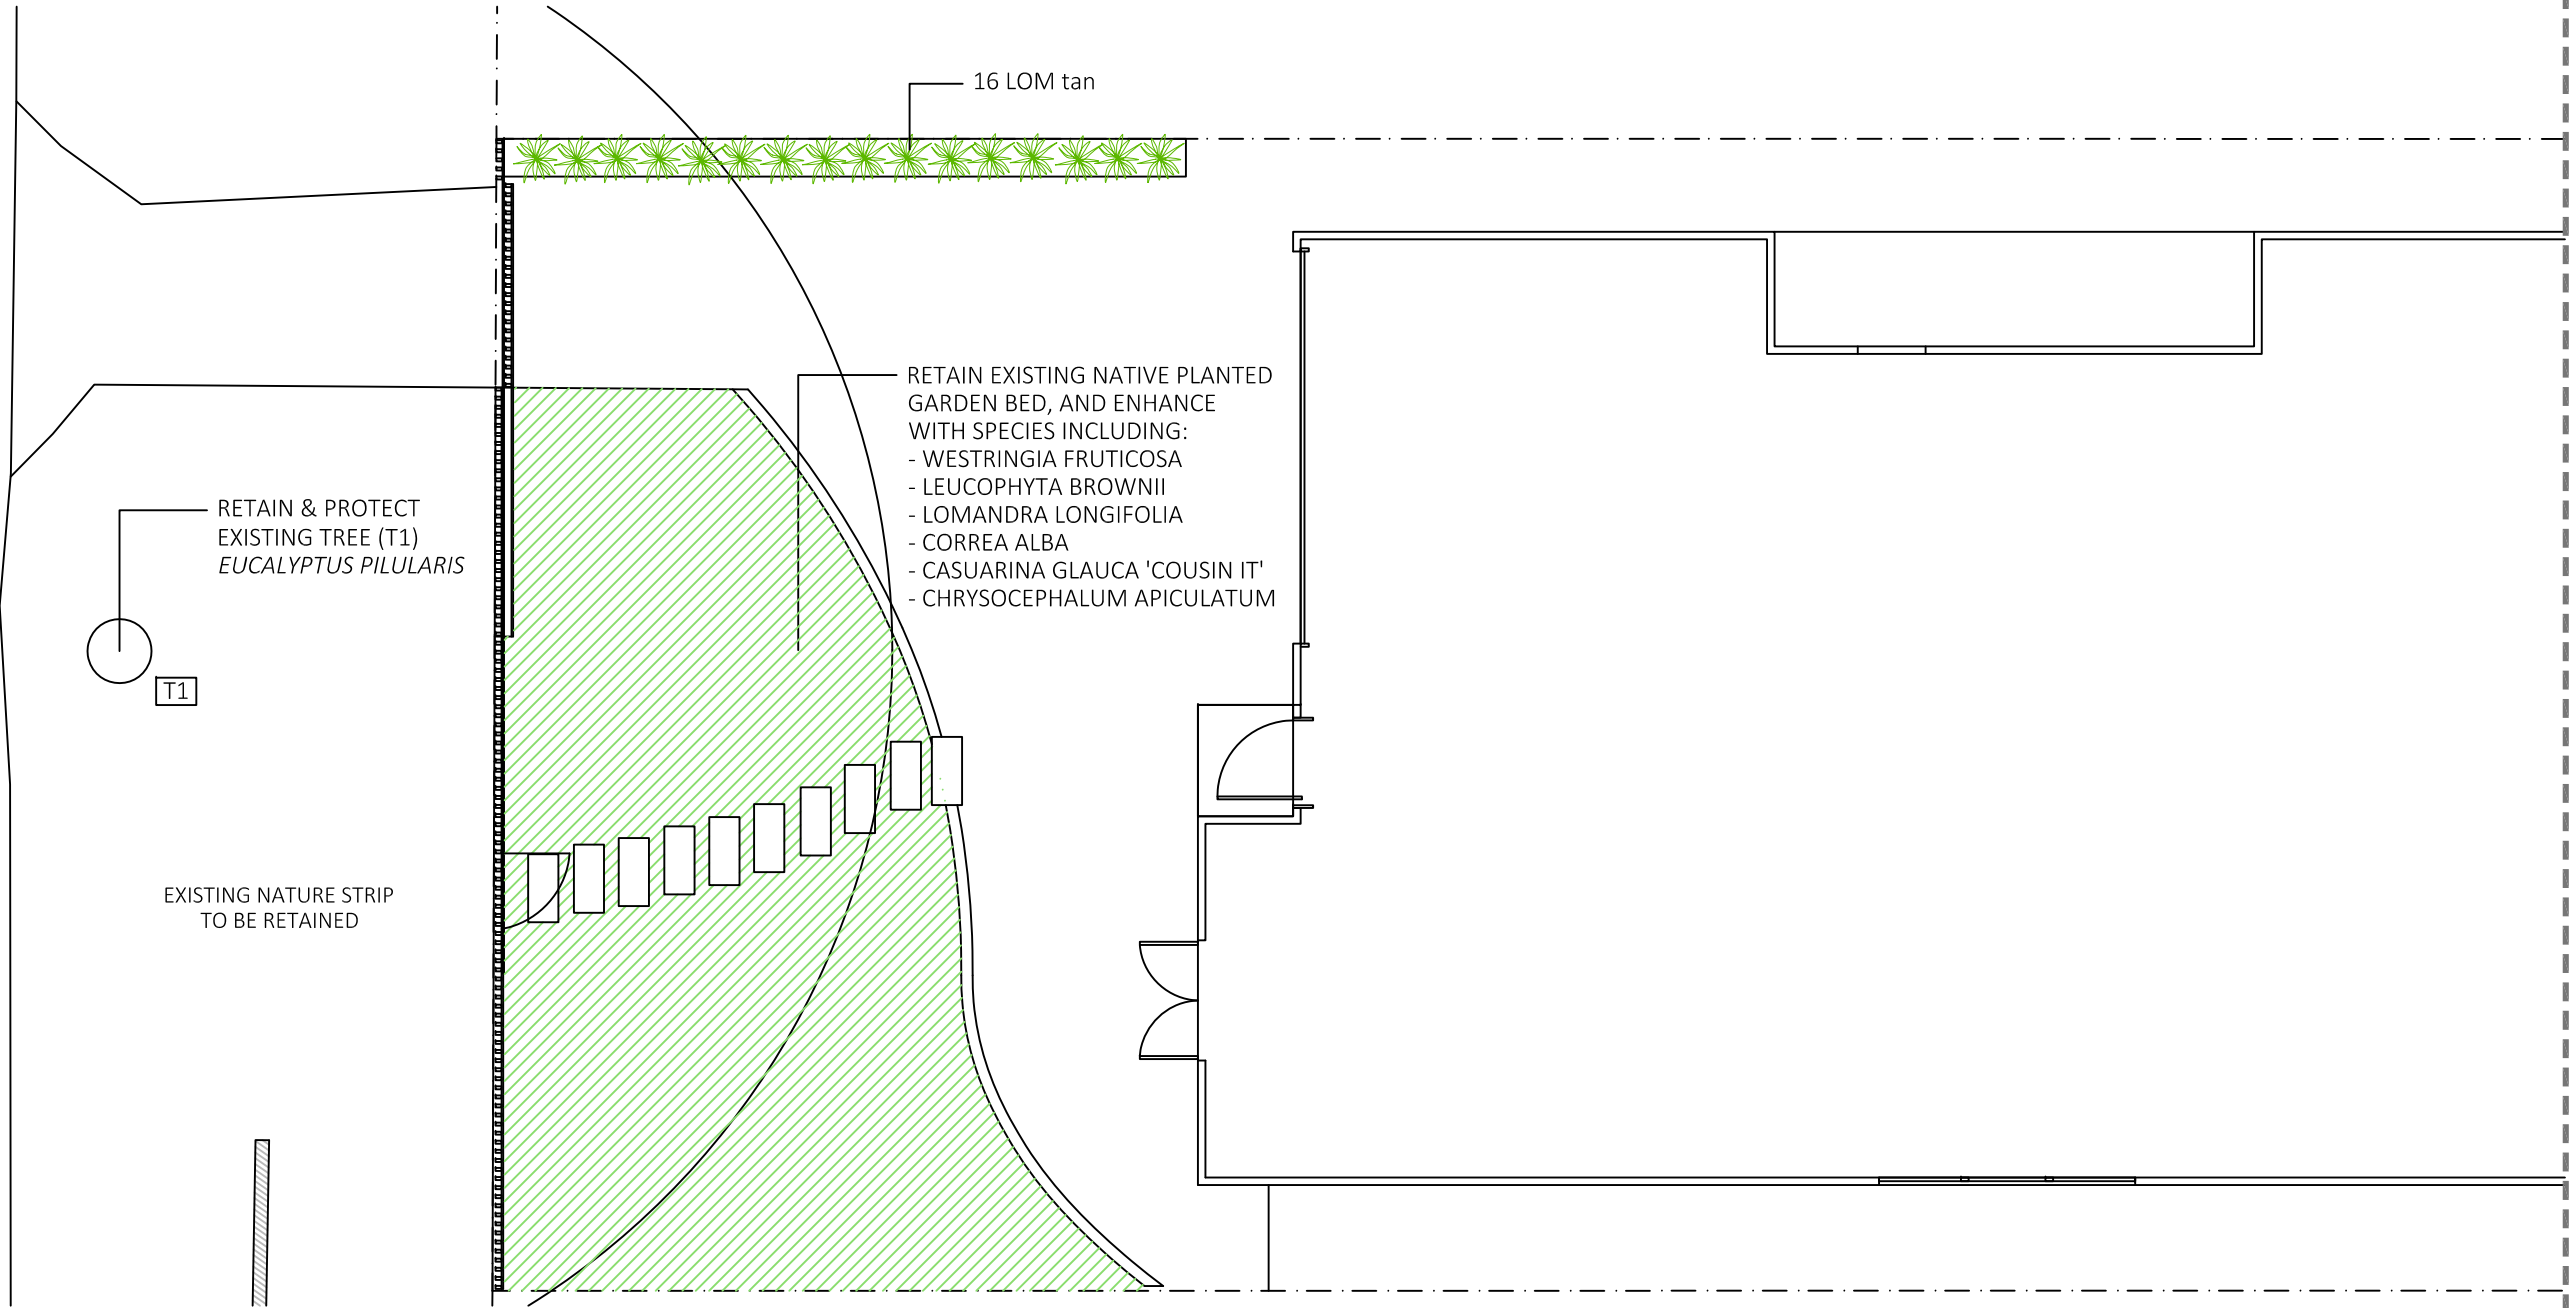 16 LOM tan
RETAIN EXISTING NATIVE PLANTED
GARDEN BED, AND ENHANCE
WITH SPECIES INCLUDING:
- WESTRINGIA FRUTICOSA
- LEUCOPHYTA BROWNII
- LOMANDRA LONGIFOLIA
- CORREA ALBA
- CASUARINA GLAUCA 'COUSIN IT'
- CHRYSOCEPHALUM APICULATUM
RETAIN & PROTECT
EXISTING TREE (T1)
EUCALYPTUS PILULARIS
T1
EXISTING NATURE STRIP
TO BE RETAINED